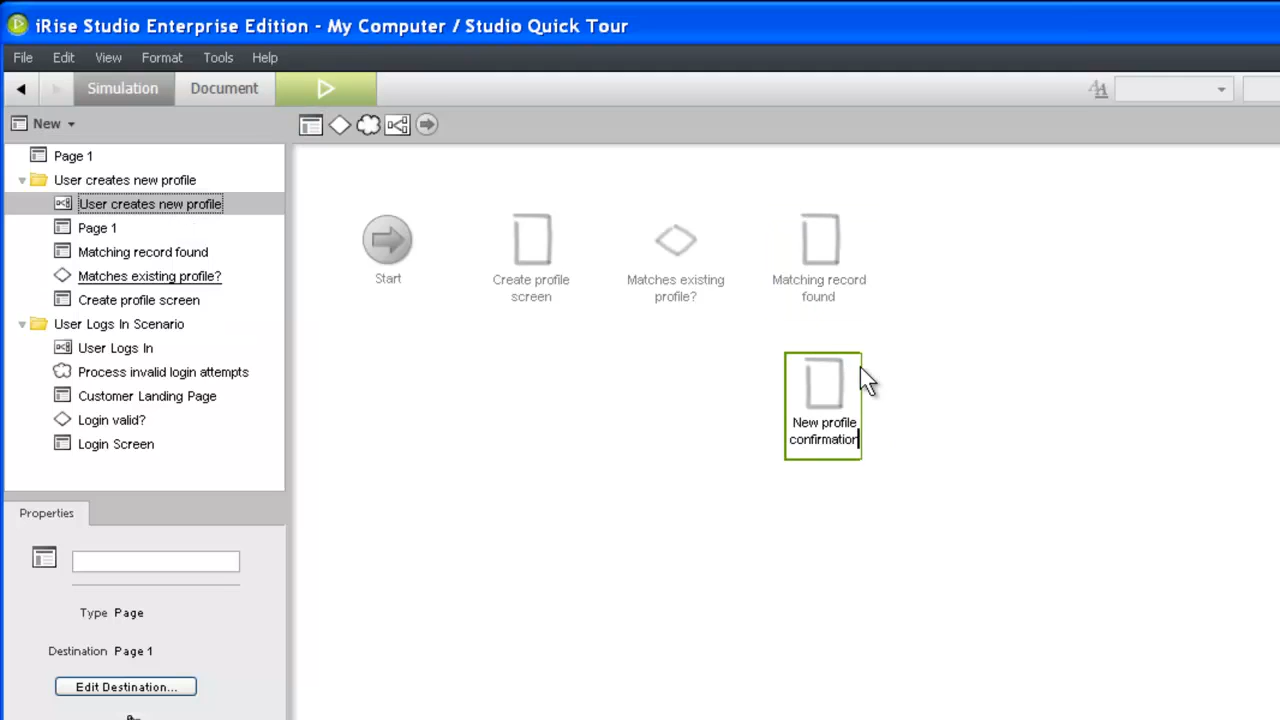 iRise Studio Enterprise Edition - My Computer / Studio Quick Tour
File Edit View Format Tools Help
Simulation Document
New
Page 1
User creates new profile
User creates new profile
Page 1
Matching record found
Matches existing profile?
Create profile screen
User Logs In Scenario
User Logs In
Process invalid login attempts
Customer Landing Page
Login valid?
Login Screen
Start
Create profile
screen
Matches existing
profile?
Matching record
found
New profile
confirmation
Properties
Type Page
Destination Page 1
Edit Destination...